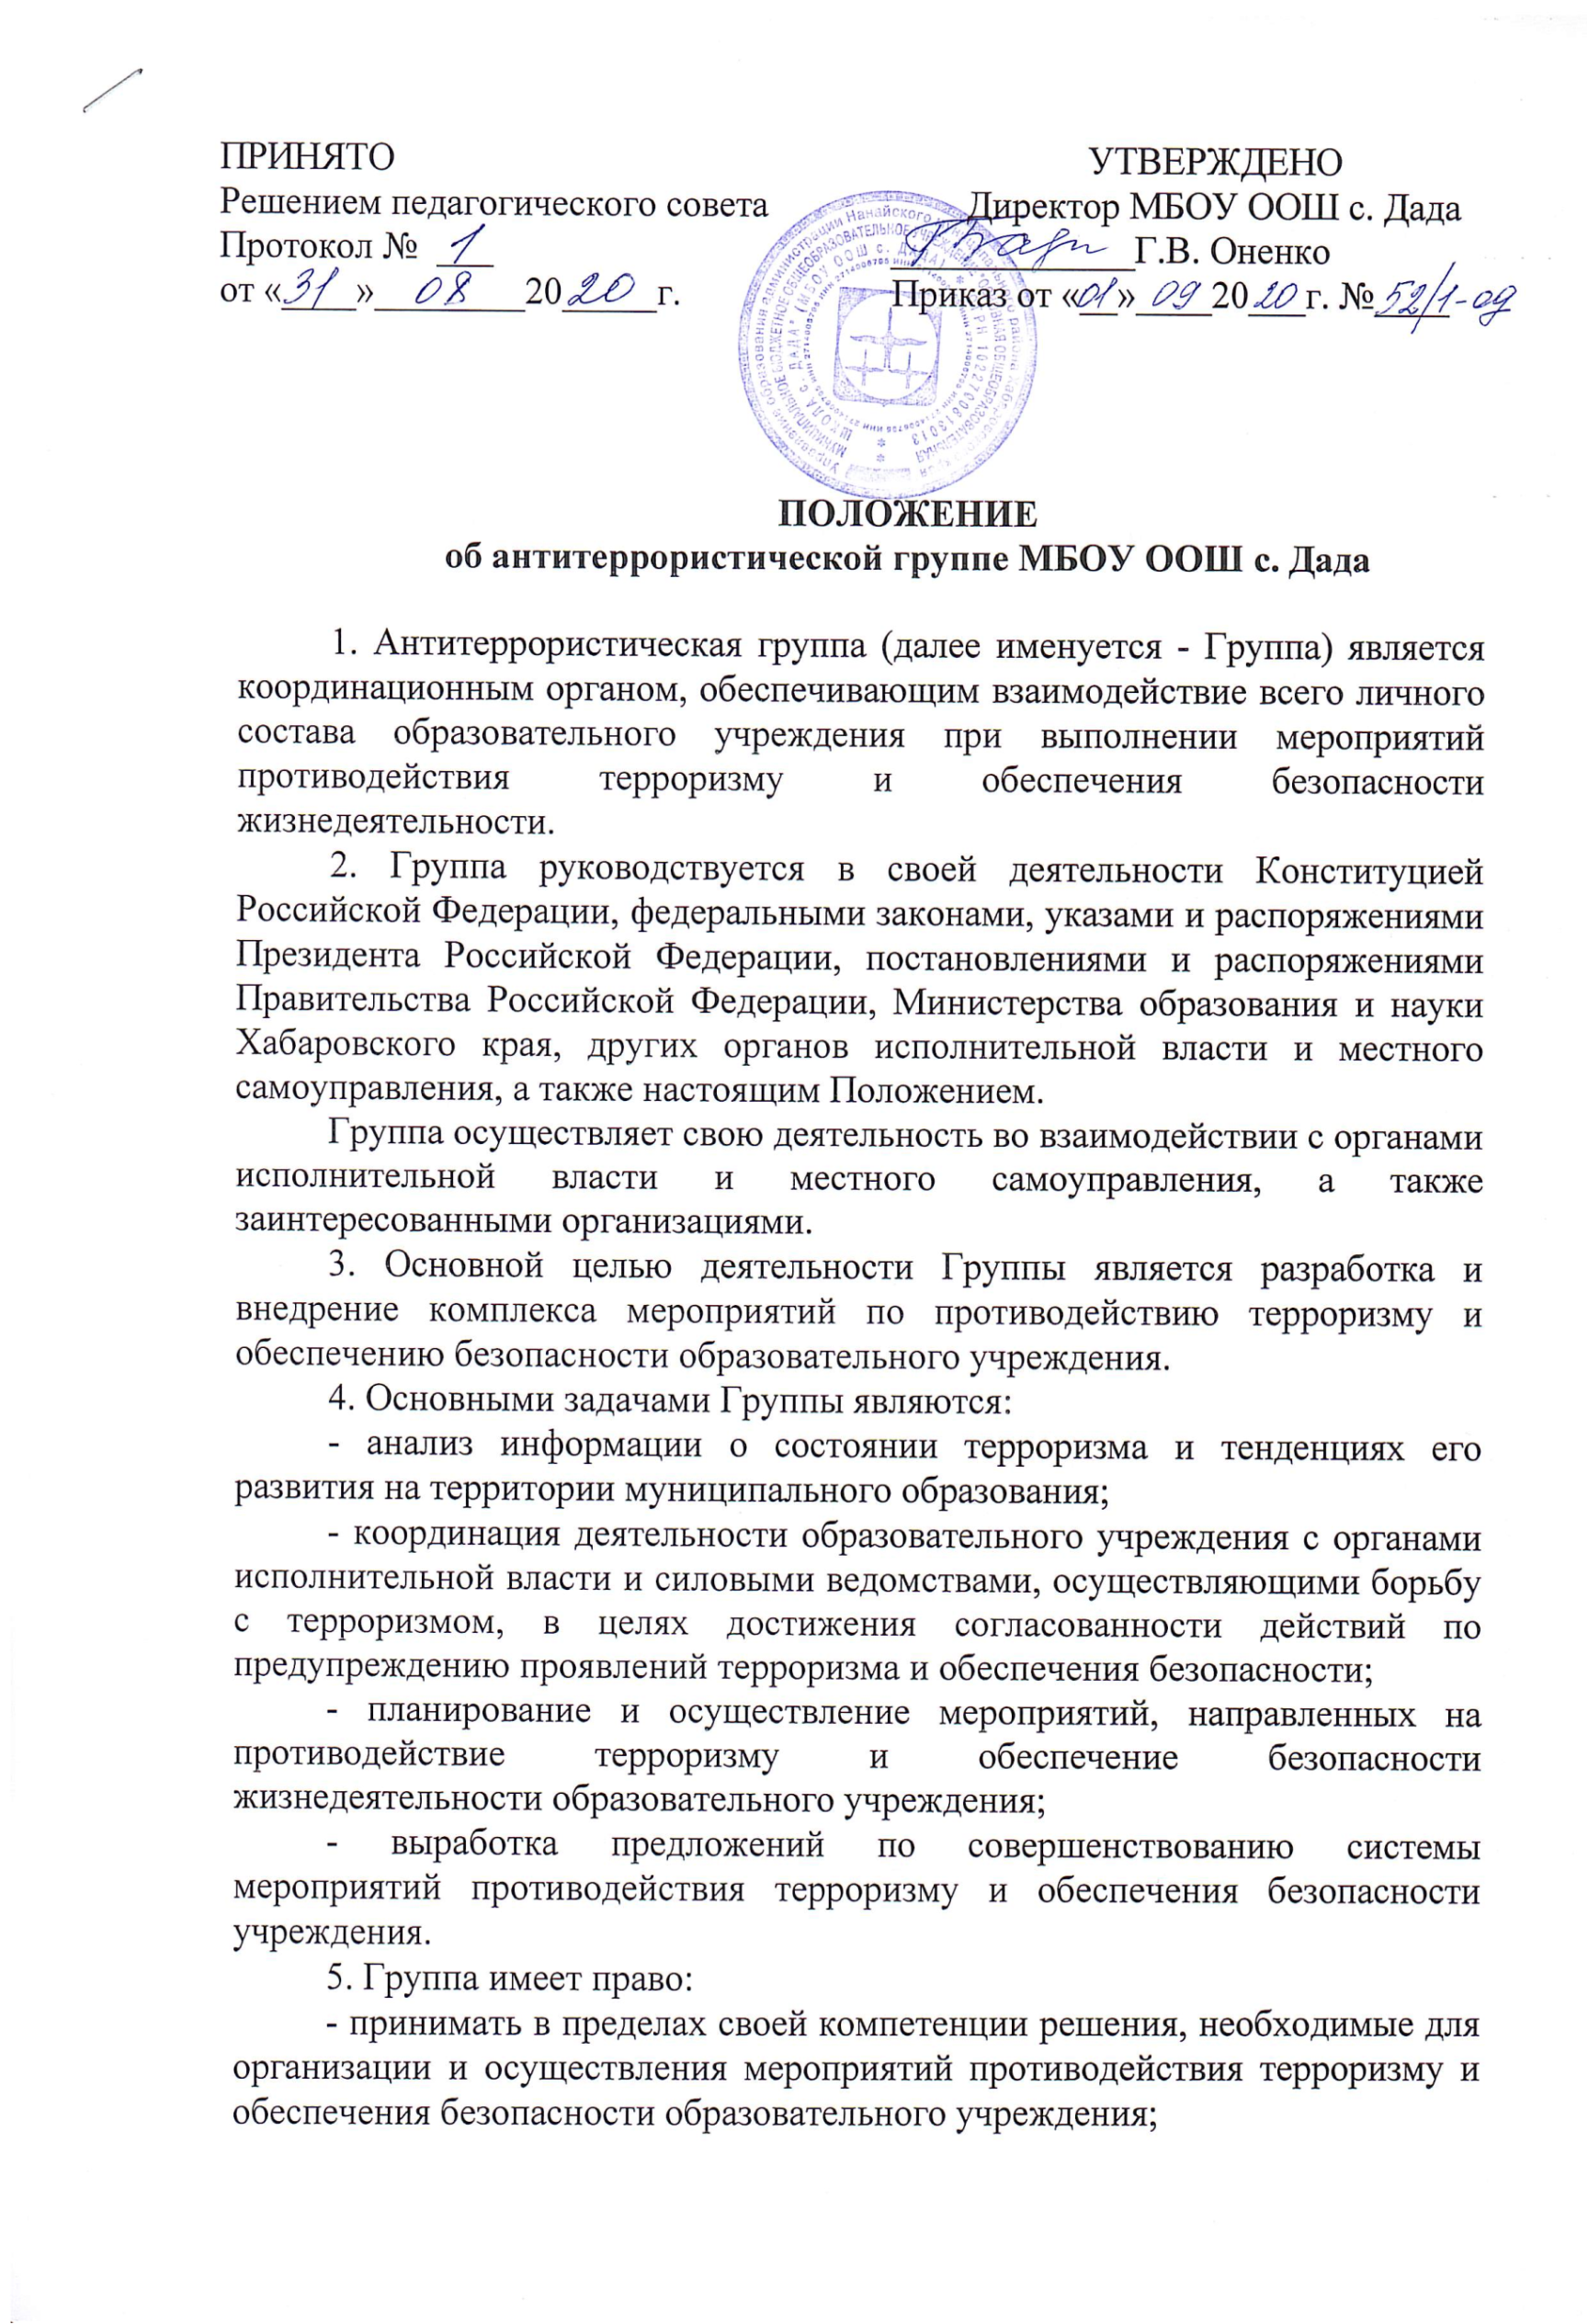 ПРИНЯТО
Решением педагогического совета
Протокол № 1
от «31» 08 2020 г.
УТВЕРЖДЕНО
Директор МБОУ ООШ с. Дада
Г.В. Оненко
Приказ от «01» 09 2020 г. № 52/1-од
ПОЛОЖЕНИЕ
об антитеррористической группе МБОУ ООШ с. Дада
1. Антитеррористическая группа (далее именуется - Группа) является
координационным органом, обеспечивающим взаимодействие всего личного
состава образовательного учреждения при выполнении мероприятий
противодействия терроризму и обеспечения безопасности
жизнедеятельности.
2. Группа руководствуется в своей деятельности Конституцией
Российской Федерации, федеральными законами, указами и распоряжениями
Президента Российской Федерации, постановлениями и распоряжениями
Правительства Российской Федерации, Министерства образования и науки
Хабаровского края, других органов исполнительной власти и местного
самоуправления, а также настоящим Положением.
Группа осуществляет свою деятельность во взаимодействии с органами
исполнительной власти и местного самоуправления, а также
заинтересованными организациями.
3. Основной целью деятельности Группы является разработка и
внедрение комплекса мероприятий по противодействию терроризму и
обеспечению безопасности образовательного учреждения.
4. Основными задачами Группы являются:
- анализ информации о состоянии терроризма и тенденциях его
развития на территории муниципального образования;
- координация деятельности образовательного учреждения с органами
исполнительной власти и силовыми ведомствами, осуществляющими борьбу
с терроризмом, в целях достижения согласованности действий по
предупреждению проявлений терроризма и обеспечения безопасности;
- планирование и осуществление мероприятий, направленных на
противодействие терроризму и обеспечение безопасности
жизнедеятельности образовательного учреждения;
- выработка предложений по совершенствованию системы
мероприятий противодействия терроризму и обеспечения безопасности
учреждения.
5. Группа имеет право:
- принимать в пределах своей компетенции решения, необходимые для
организации и осуществления мероприятий противодействия терроризму и
обеспечения безопасности образовательного учреждения;